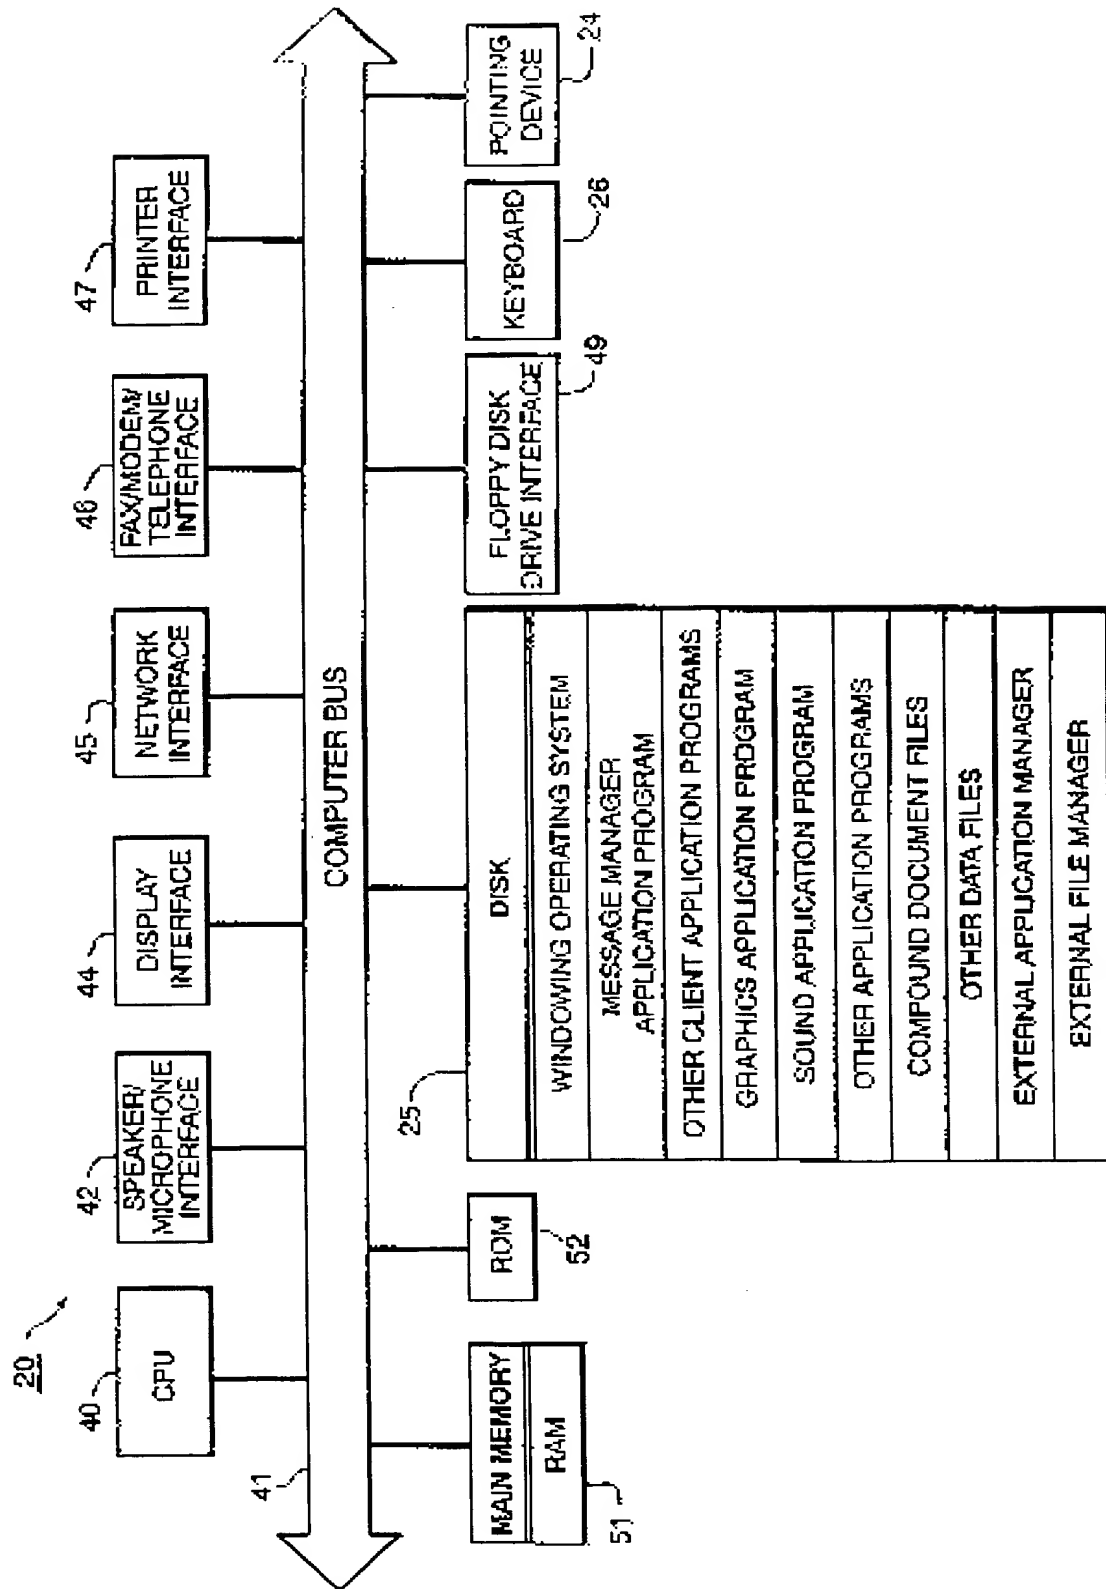 20
40
CPU
42
SPEAKER/
MICROPHONE
INTERFACE
44
DISPLAY
INTERFACE
45
NETWORK
INTERFACE
46
FAX/MODEM/
TELEPHONE
INTERFACE
47
PRINTER
INTERFACE
41
COMPUTER BUS
MAIN MEMORY
RAM
51
ROM
52
25
DISK
WINDOWING OPERATING SYSTEM
MESSAGE MANAGER
APPLICATION PROGRAM
OTHER CLIENT APPLICATION PROGRAMS
GRAPHICS APPLICATION PROGRAM
SOUND APPLICATION PROGRAM
OTHER APPLICATION PROGRAMS
COMPOUND DOCUMENT FILES
OTHER DATA FILES
EXTERNAL APPLICATION MANAGER
EXTERNAL FILE MANAGER
FLOPPY DISK
DRIVE INTERFACE
49
KEYBOARD
26
POINTING
DEVICE
24